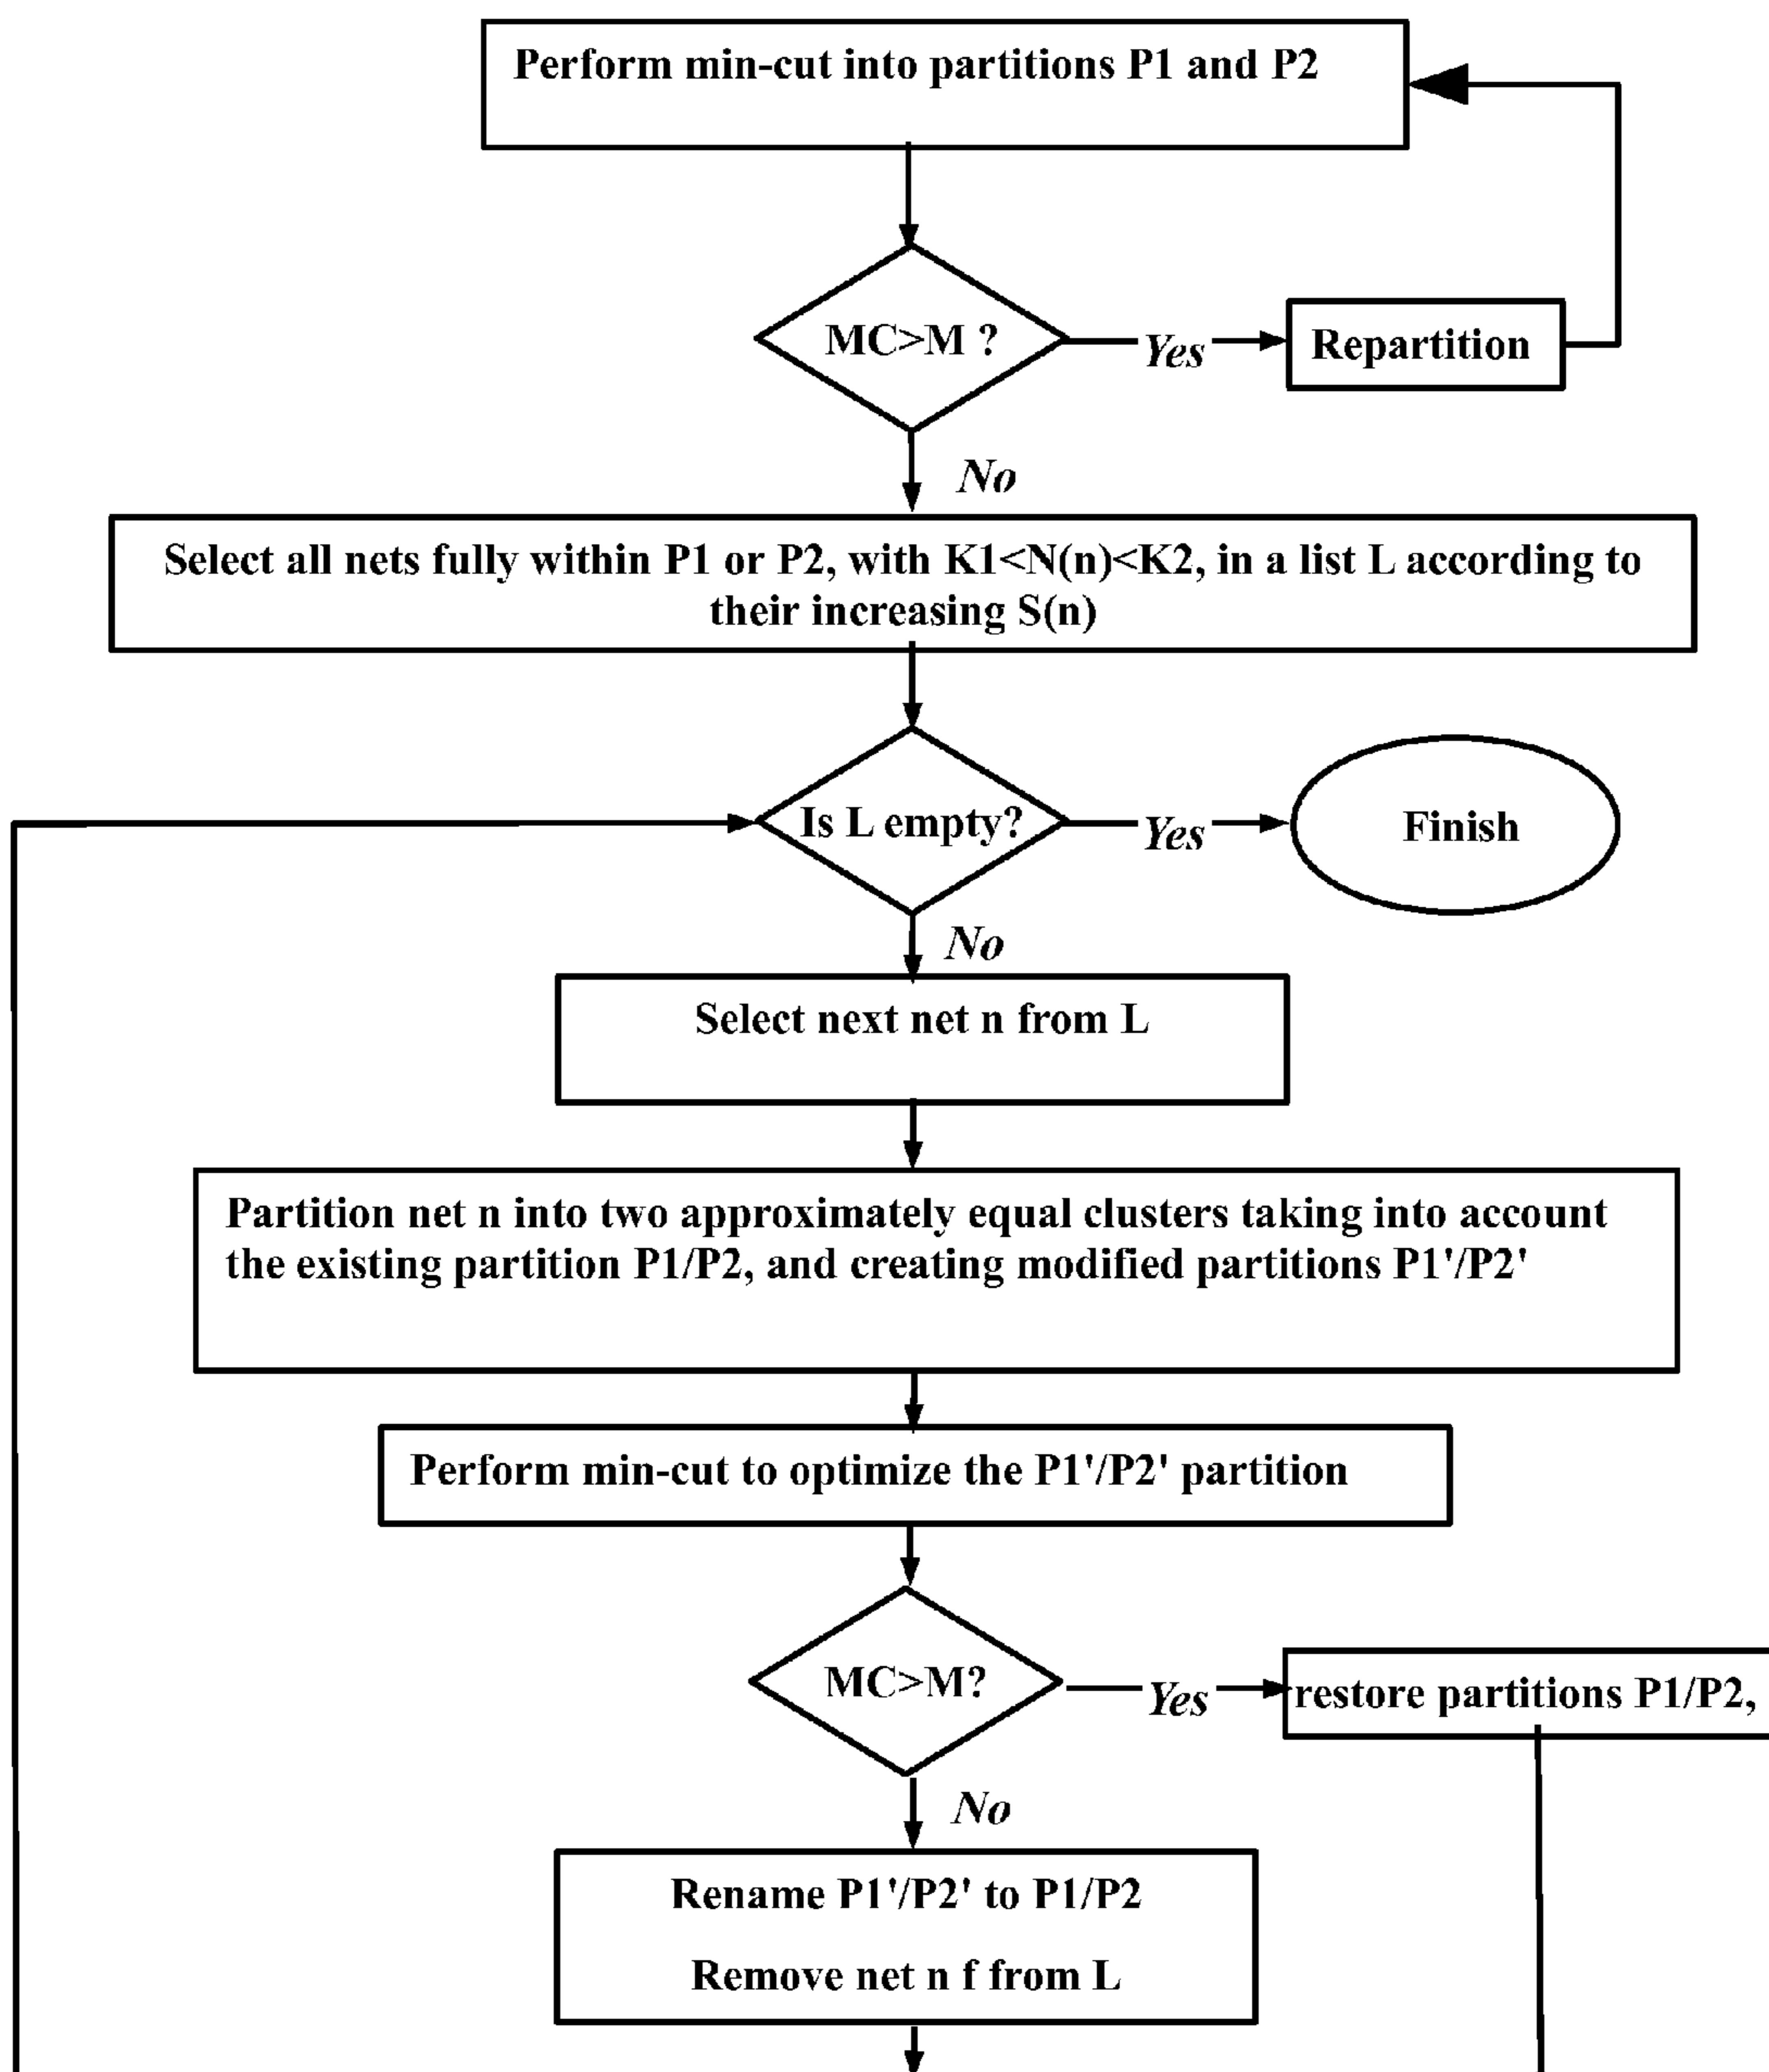 Perform min-cut into partitions P1 and P2
MC>M ?
Yes
Repartition
No
Select all nets fully within P1 or P2, with K1<N(n)<K2, in a list L according to
their increasing S(n)
Is L empty?
Yes
Finish
No
Select next net n from L
Partition net n into two approximately equal clusters taking into account
the existing partition P1/P2, and creating modified partitions P1'/P2'
Perform min-cut to optimize the P1'/P2' partition
MC>M?
Yes
restore partitions P1/P2,
No
Rename P1'/P2' to P1/P2
Remove net n f from L